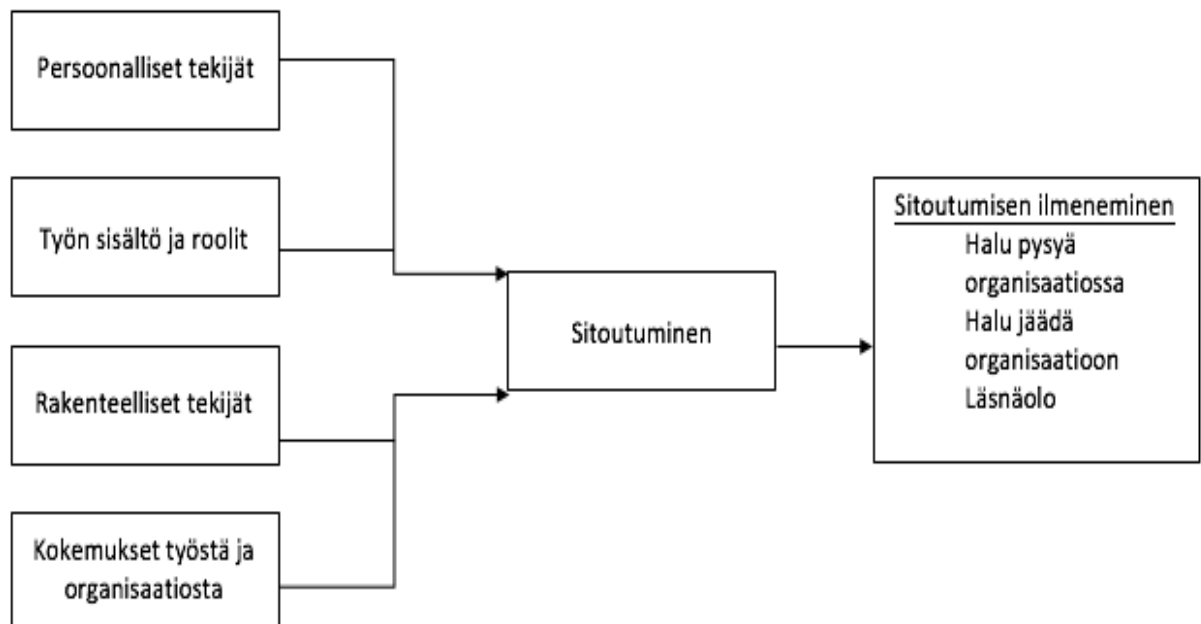 Persoonalliset tekijät
Työn sisältö ja roolit
Rakenteelliset tekijät
Kokemukset työstä ja
organisaatiosta
Sitoutuminen
Sitoutumisen ilmeneminen
Halu pysyä
organisaatiossa
Halu jäädä
organisaatioon
Läsnäolo